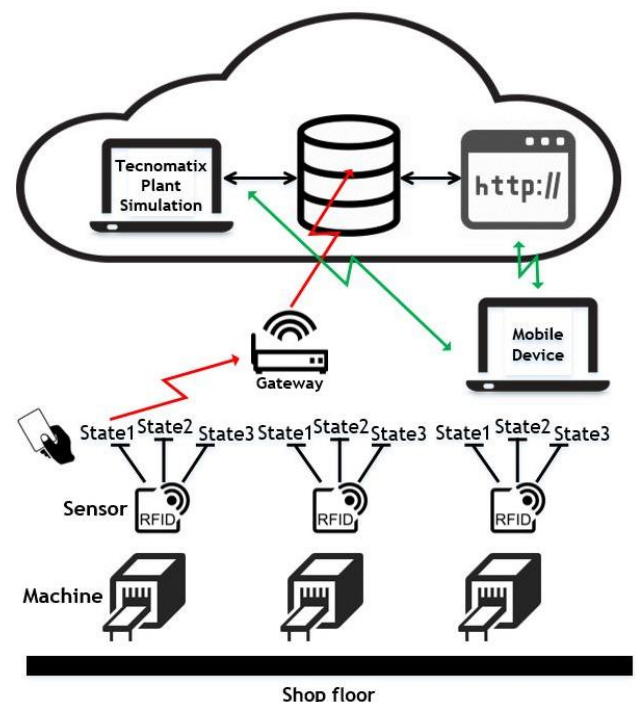 Tecnomatix
Plant
Simulation
http://
Mobile
Device
Gateway
State1 State2 State3 State1 State2 State3 State1 State2 State3
Sensor
RFID RFID RFID
Machine
Shop floor